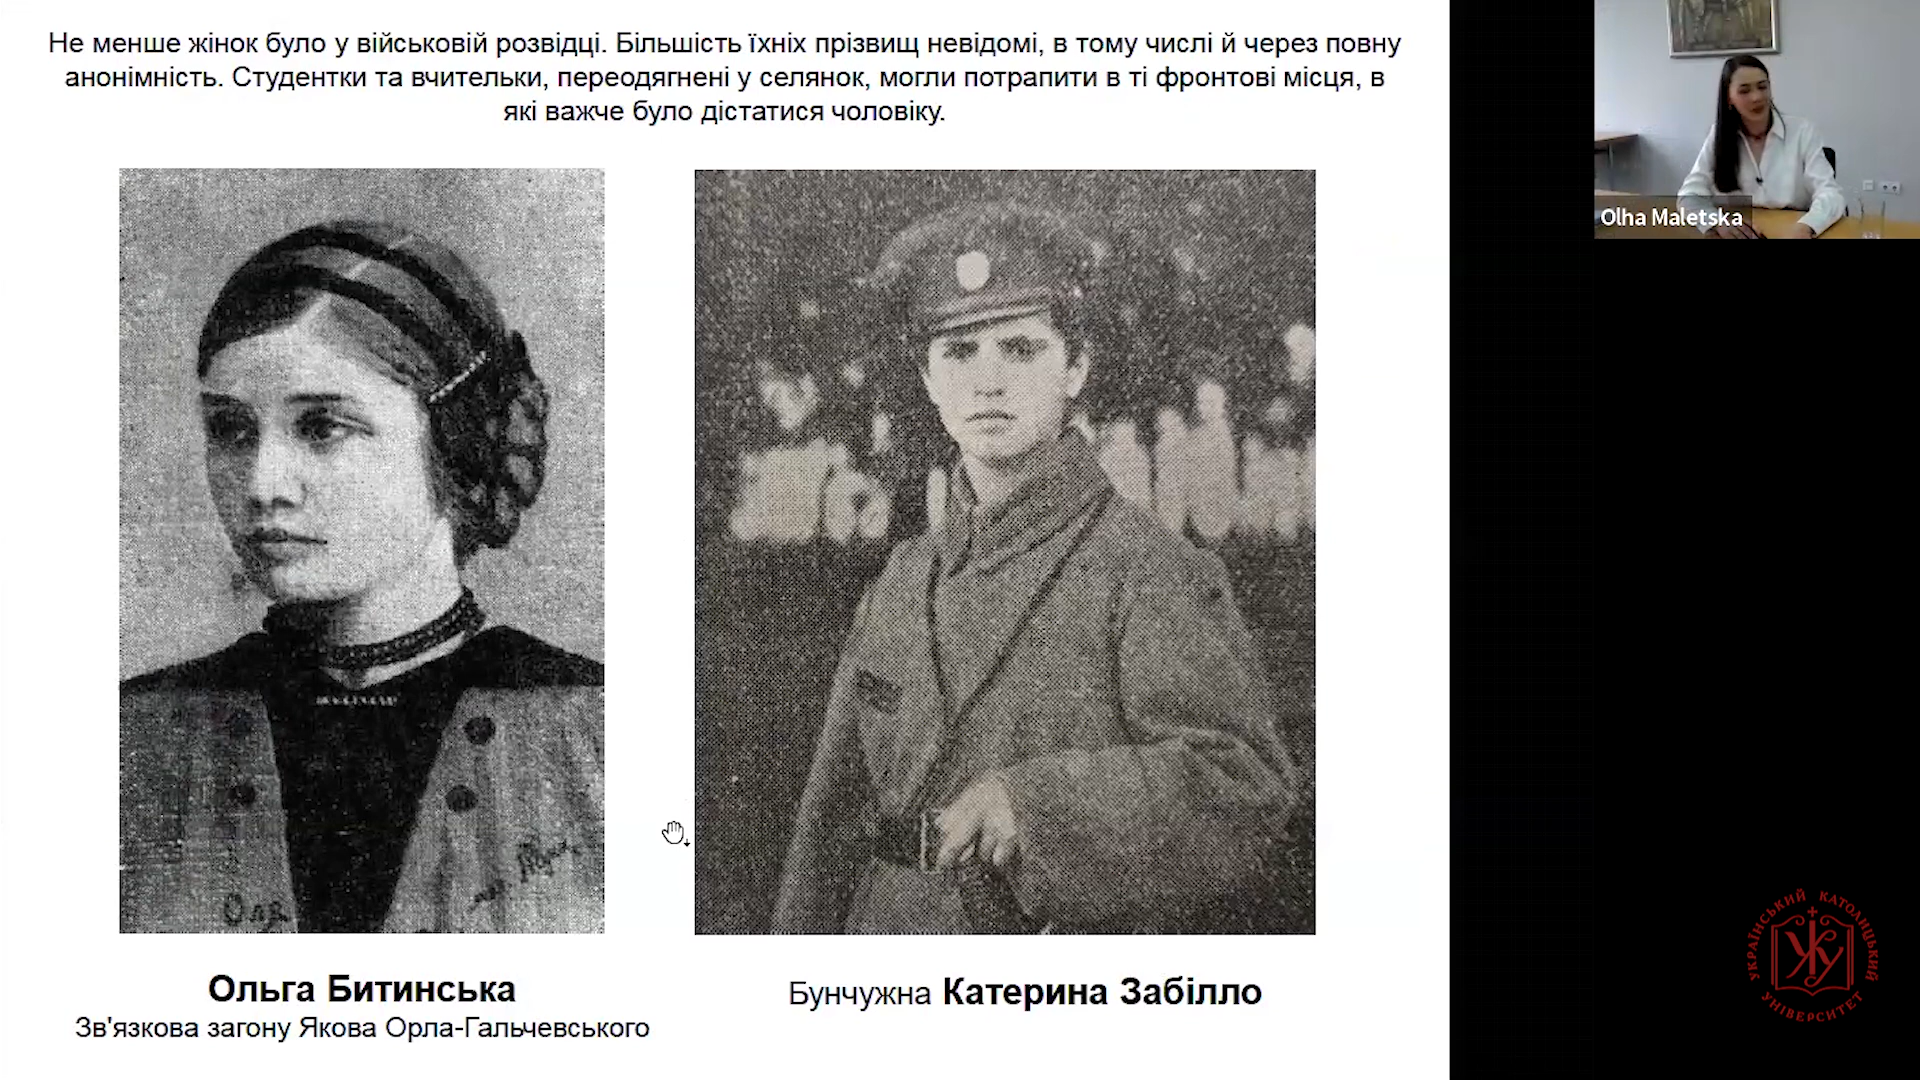 Не менше жінок було у військовій розвідці. Більшість їхніх прізвищ невідомі, в тому числі й через повну
анонімність. Студентки та вчительки, переодягнені у селянок, могли потрапити в ті фронтові місця, в
які важче було дістатися чоловіку.
Olha Maletska
Ольга Битинська
Зв'язкова загону Якова Орла-Гальчевського
Бунчужна Катерина Забілло
УКРАЇНСЬКИЙ КАТОЛИЦЬКИЙ
УНІВЕРСИТЕТ